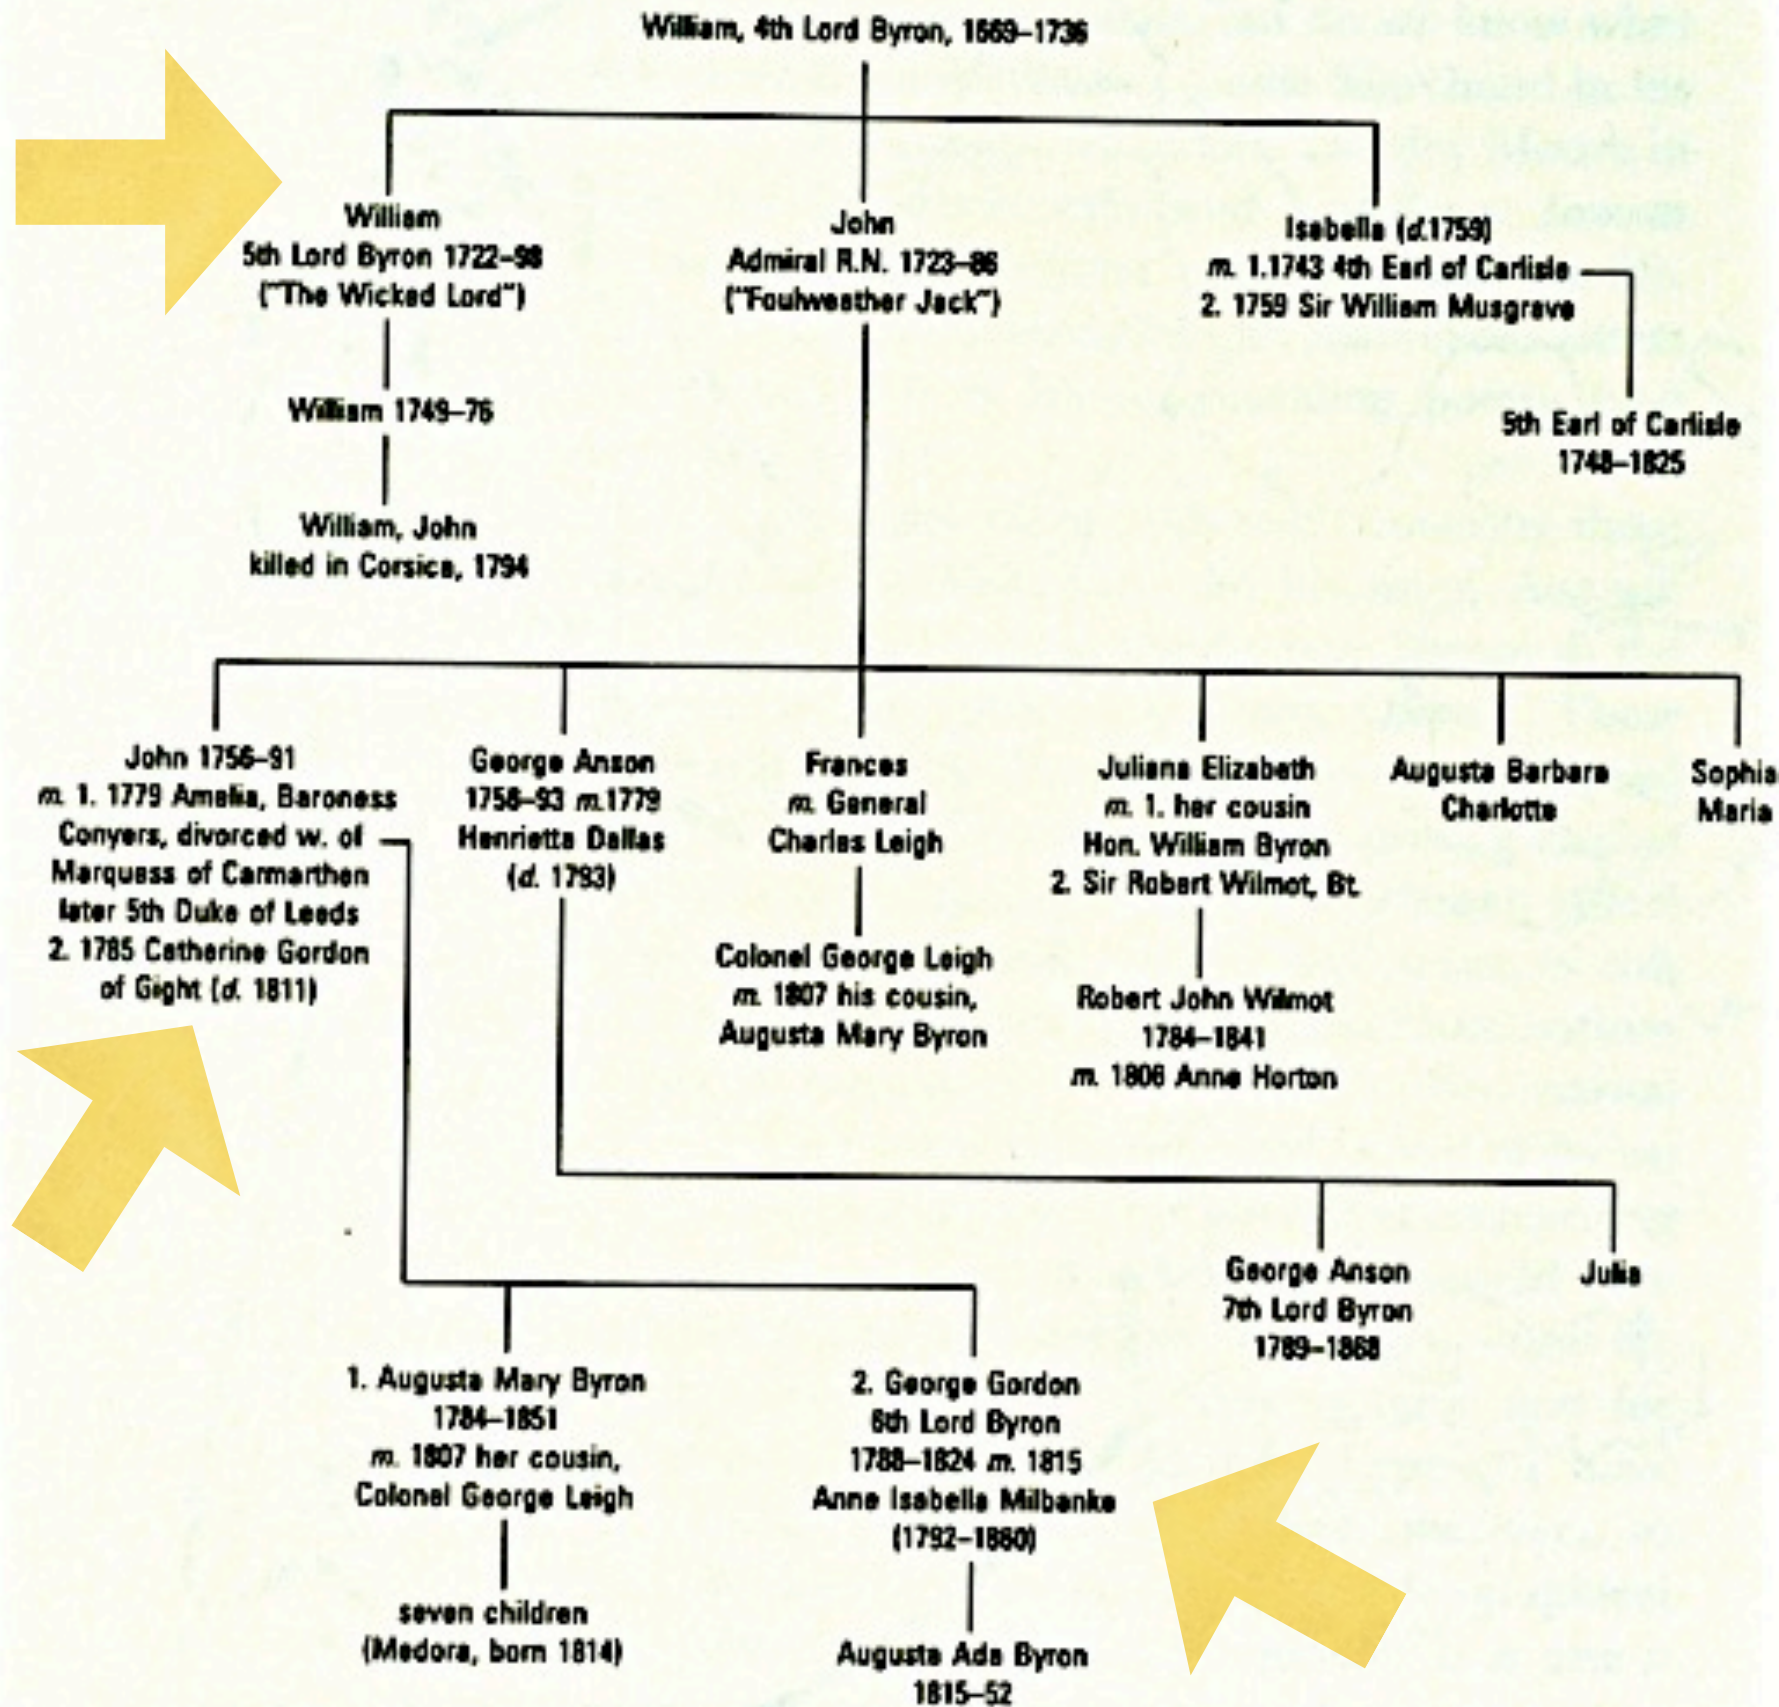 William, 4th Lord Byron, 1669–1736
William
5th Lord Byron 1722–98
("The Wicked Lord")
John
Admiral R.N. 1723–86
("Foulweather Jack")
Isabella (d.1759)
m. 1.1743 4th Earl of Carlisle
2. 1759 Sir William Musgrave
William 1749–76
5th Earl of Carlisle
1748–1825
William, John
killed in Corsica, 1794
John 1756–91
m. 1. 1779 Amelia, Baroness
Conyers, divorced w. of
Marquess of Carmarthen
later 5th Duke of Leeds
2. 1785 Catherine Gordon
of Gight (d. 1811)
George Anson
1758–93 m.1779
Henrietta Dallas
(d. 1793)
Frances
m. General
Charles Leigh
Juliana Elizabeth
m. 1. her cousin
Hon. William Byron
2. Sir Robert Wilmot, Bt.
Augusta Barbara
Charlotte
Sophia
Maria
Colonel George Leigh
m. 1807 his cousin,
Augusta Mary Byron
Robert John Wilmot
1784–1841
m. 1806 Anne Horton
George Anson
7th Lord Byron
1789–1868
Julia
1. Augusta Mary Byron
1784–1851
m. 1807 her cousin,
Colonel George Leigh
2. George Gordon
6th Lord Byron
1788–1824 m. 1815
Anne Isabella Milbanke
(1792–1860)
seven children
(Medora, born 1814)
Augusta Ada Byron
1815–52